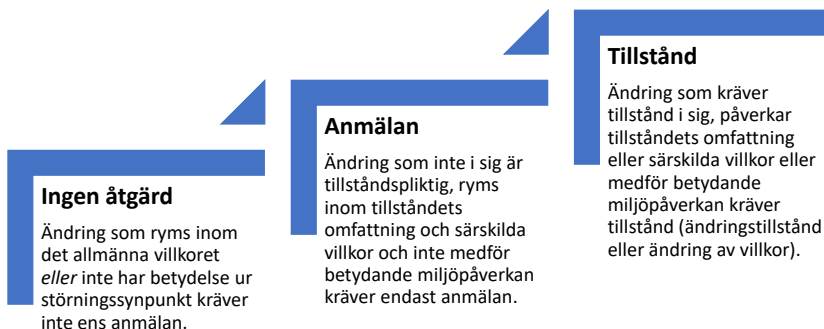 Ingen åtgärd
Ändring som ryms inom
det allmänna villkoret
eller inte har betydelse ur
störningssynpunkt kräver
inte ens anmälan.
Anmälan
Ändring som inte i sig är
tillståndspliktig, ryms
inom tillståndets
omfattning och särskilda
villkor och inte medför
betydande miljöpåverkan
kräver endast anmälan.
Tillstånd
Ändring som kräver
tillstånd i sig, påverkar
tillståndets omfattning
eller särskilda villkor eller
medför betydande
miljöpåverkan kräver
tillstånd (ändringstillstånd
eller ändring av villkor).